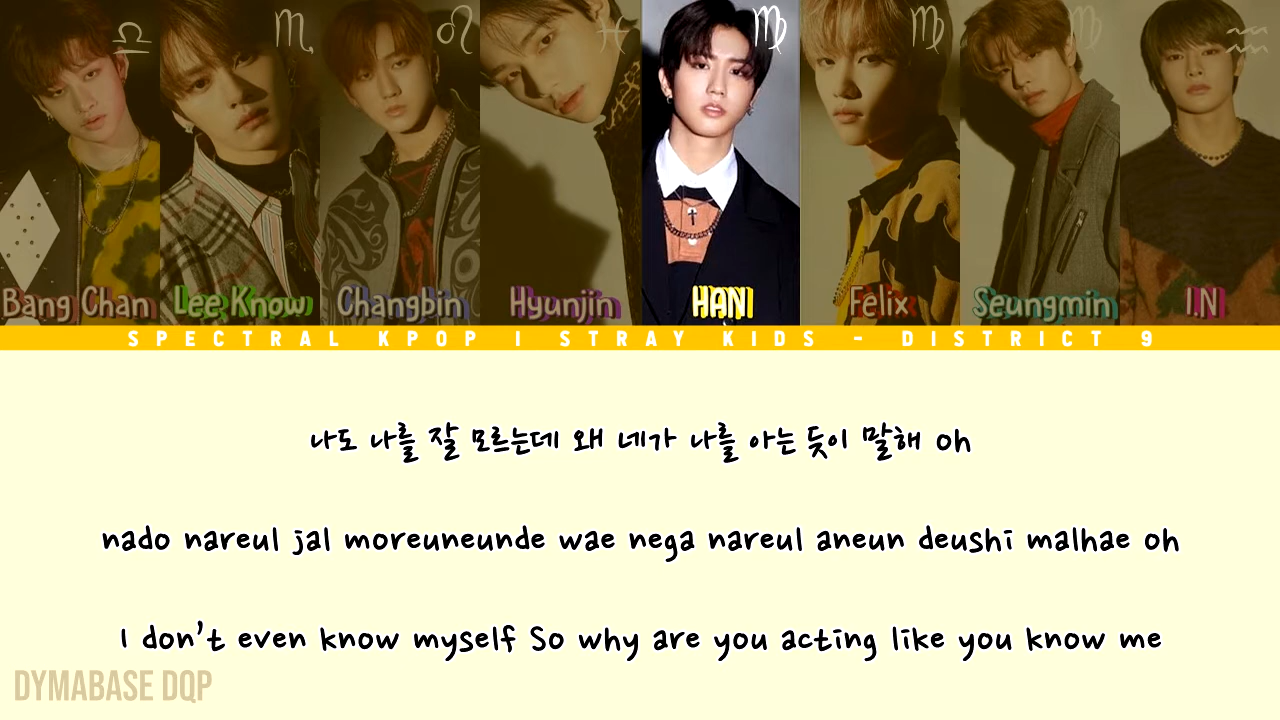 Bang Chan
Lee Know
Changbin
Hyunjin
HAN
Felix
Seungmin
I.N
SPECTRAL KPOP | STRAY KIDS - DISTRICT 9
나도 나를 잘 모르는데 왜 네가 나를 아는 듯이 말해 oh
nado nareul jal moreuneunde wae nega nareul aneun deushi malhae oh
I don't even know myself So why are you acting like you know me
DYMABASE DQP